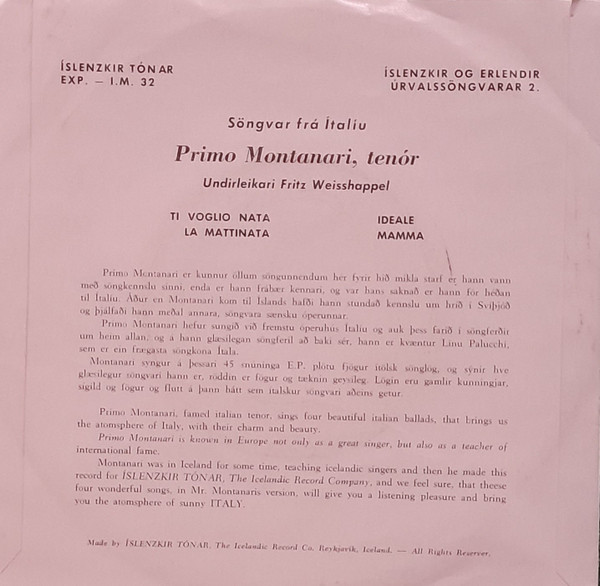 ÍSLENZKIR TÓNAR
EXP. — I.M. 32
ÍSLENZKIR OG ERLENDIR
ÚRVALSSÖNGVARAR 2.
Söngvar frá Ítalíu
Primo Montanari, tenór
Undirleikari Fritz Weisshappel
TI VOGLIO NATA
LA MATTINATA
IDEALE
MAMMA
Primo Montanari er kunnur öllum söngunnendum hér fyrir hið mikla starf er hann vann
með söngkennslu sinni, enda er hann frábær kennari, og var hans saknað er hann fór héðan
til Ítalíu. Áður en Montanari kom til Íslands hafði hann stundað kennslu um hríð í Svíþjóð
og þjálfaði hann meðal annara, söngvara sænsku óperunnar.
Primo Montanari hefur sungið við fremstu óperuhús Ítalíu og auk þess farið í söngferðir
um heim allan, og á hann glæsilegan söngferil að baki sér, hann er kvæntur Linu Palucchi,
sem er ein frægasta söngkona Ítala.
Montanari syngur á þessari 45 snúninga E.P. plötu fjögur ítölsk sönglög, og sýnir hve
glæsilegur söngvari hann er, röddin er fögur og tæknin geysileg. Lögin eru gamlir kunningjar,
sígild og fögur og flutt á þann hátt sem ítalskur söngvari aðeins getur.
Primo Montanari, famed italian tenor, sings four beautiful italian ballads, that brings us
the atomsphere of Italy, with their charm and beauty.
Primo Montanari is known in Europe not only as a great singer, but also as a teacher of
international fame.
Montanari was in Iceland for some time, teaching icelandic singers and then he made this
record for ÍSLENZKIR TÓNAR, The Icelandic Record Company, and we feel sure, that theese
four wonderful songs, in Mr. Montanaris version, will give you a listening pleasure and bring
you the atomsphere of sunny ITALY.
Made by ÍSLENZKIR TÓNAR, The Icelandic Record Co. Reykjavík, Iceland. — All Rights Reserver.